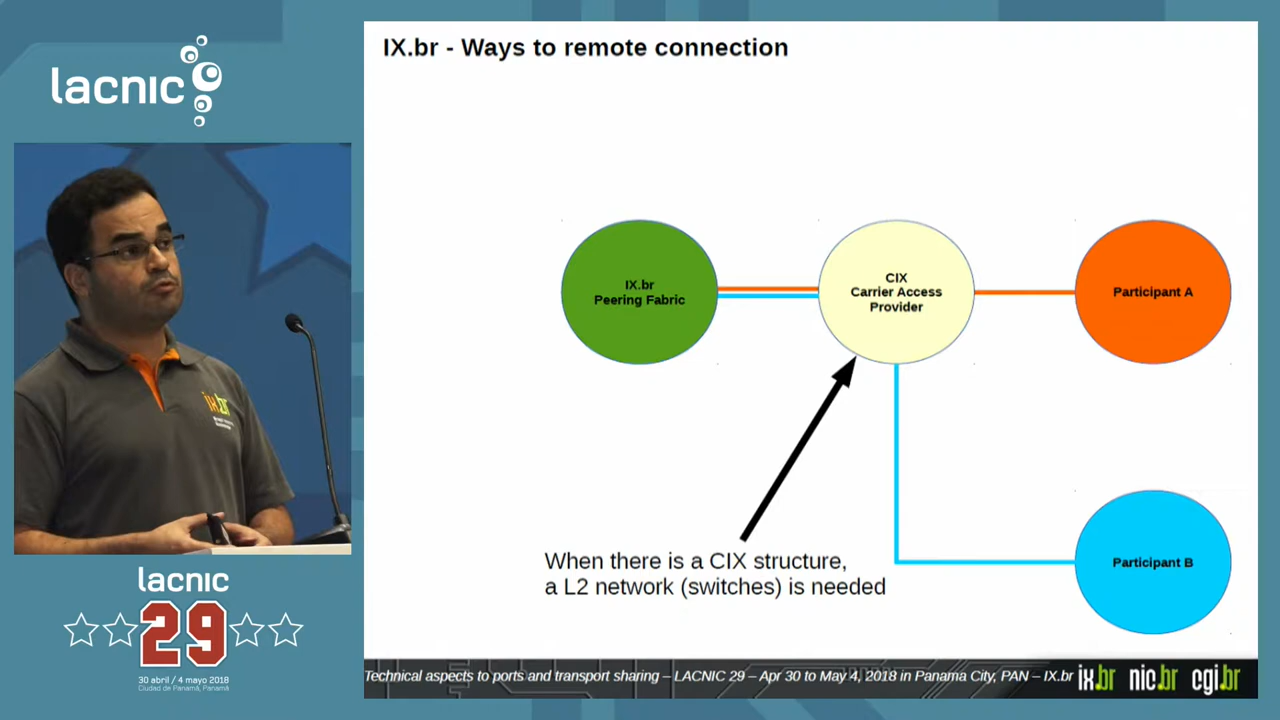 lacnic
IX.br - Ways to remote connection
IX.br
Peering Fabric
CIX
Carrier Access
Provider
Participant A
Participant B
When there is a CIX structure,
a L2 network (switches) is needed
ix.br
lacnic
29
30 abril / 4 mayo 2018
Ciudad de Panamá, Panamá
Technical aspects to ports and transport sharing – LACNIC 29 – Apr 30 to May 4, 2018 in Panama City, PAN – IX.br
ix.br nic.br cgi.br